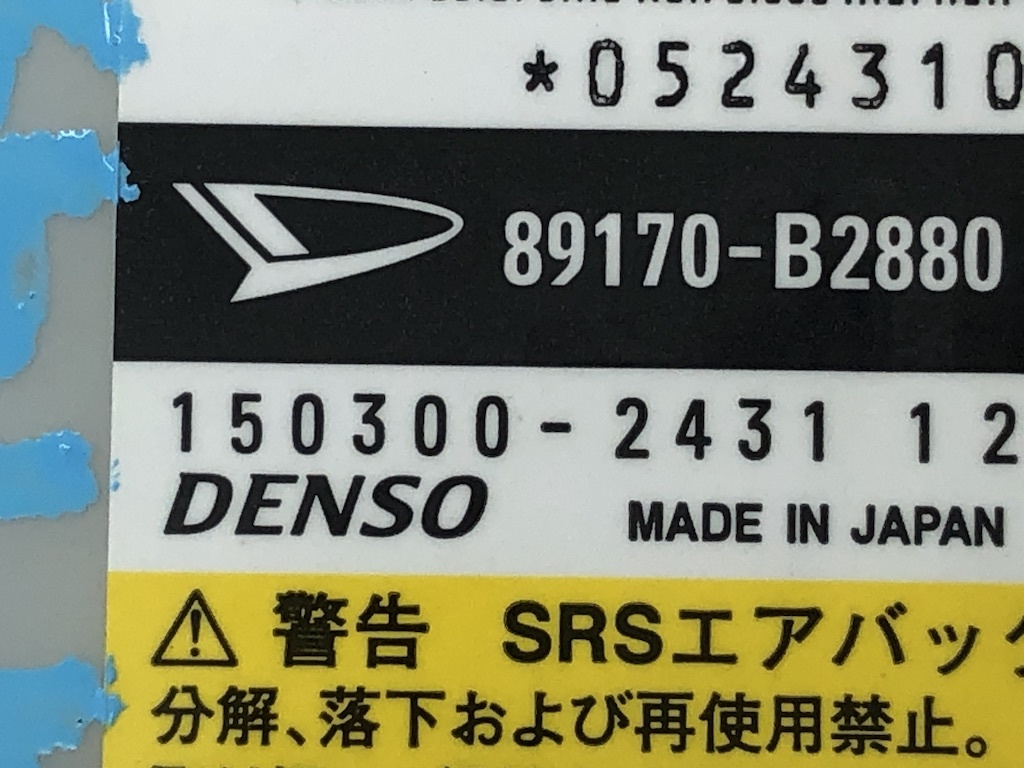 *0524310
89170-B2880
150300-2431 12
DENSO
MADE IN JAPAN
警告 SRSエアバッグ
分解、落下および再使用禁止。